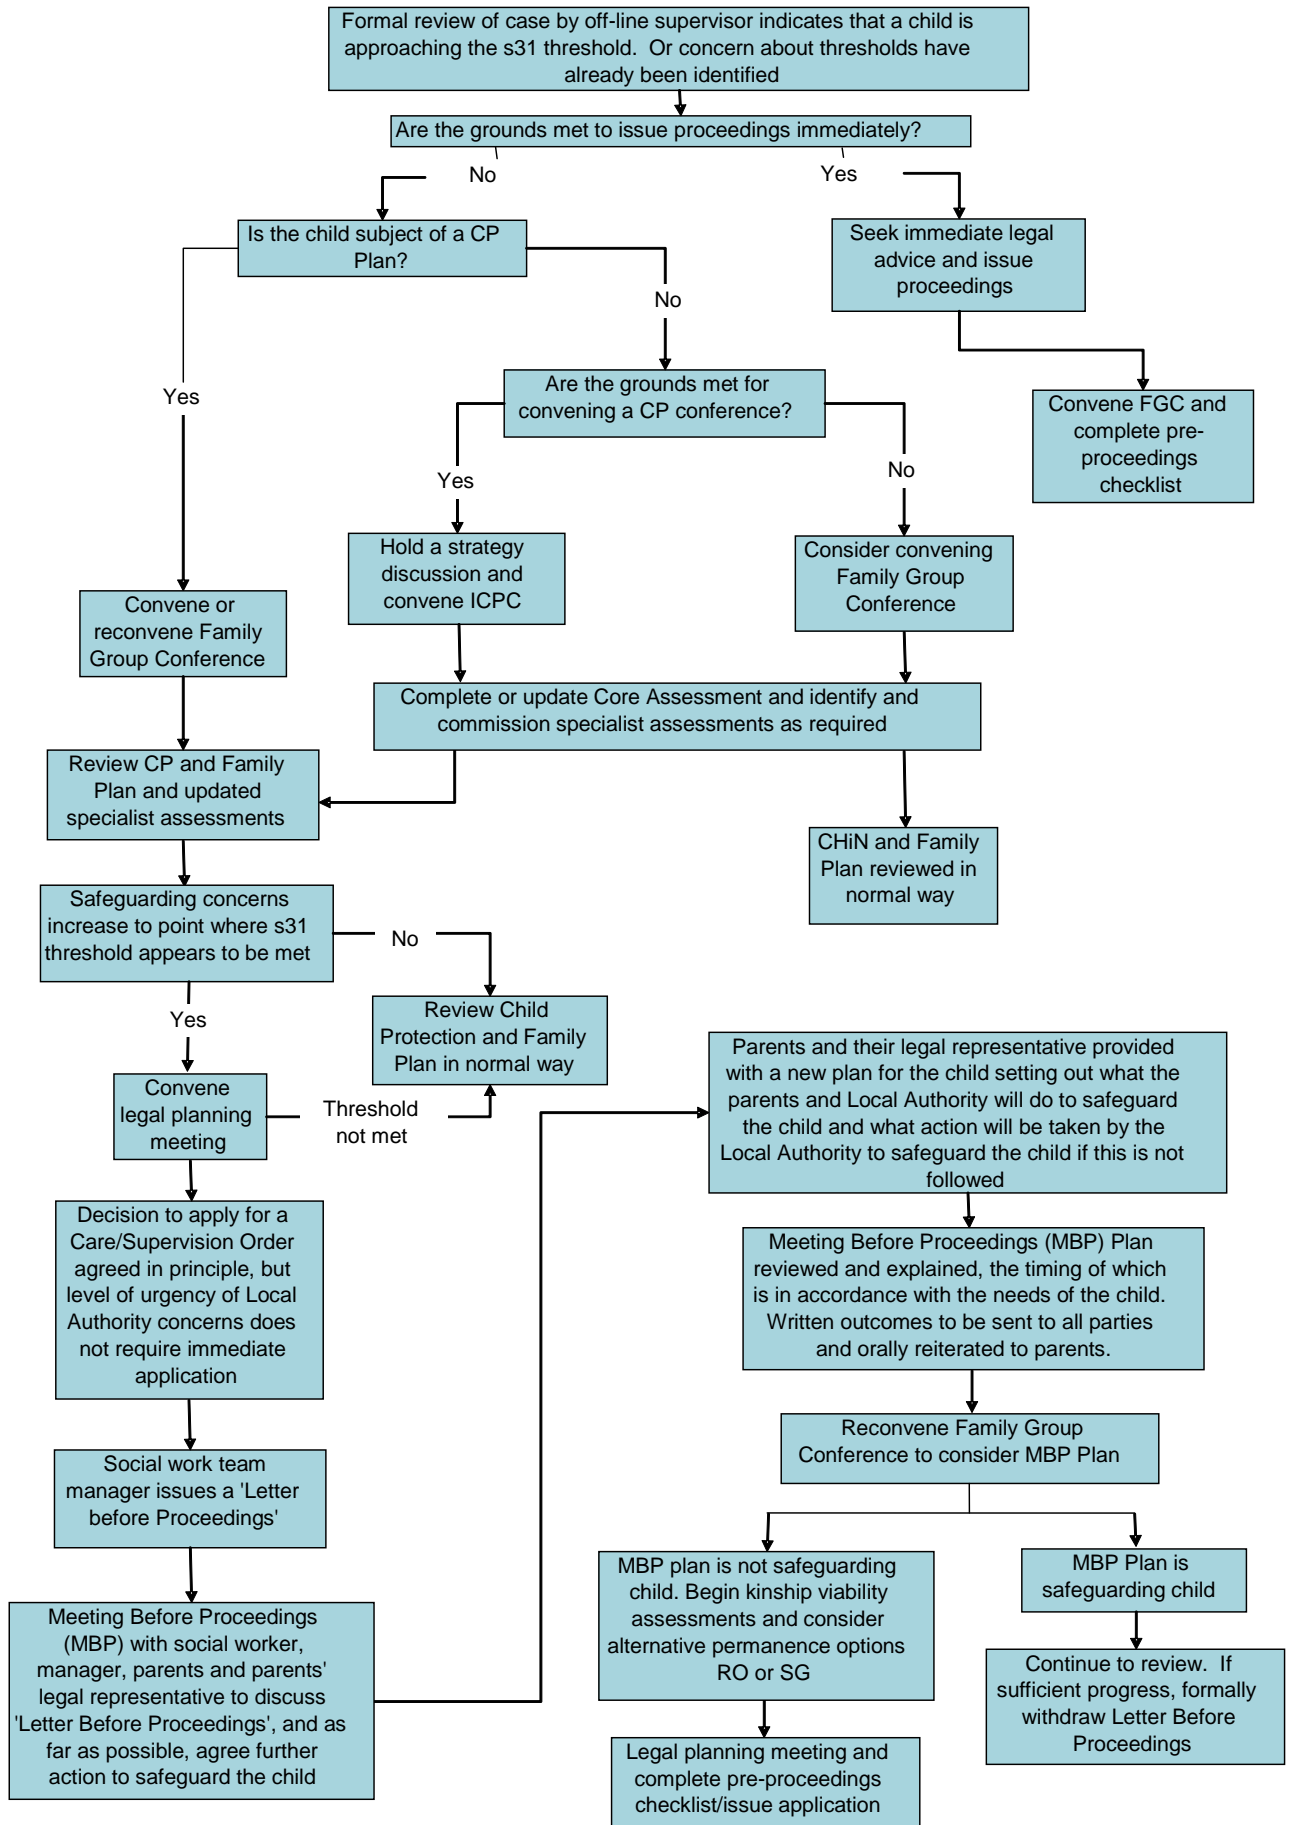 Formal review of case by off-line supervisor indicates that a child is
approaching the s31 threshold.  Or concern about thresholds have
already been identified
Are the grounds met to issue proceedings immediately?
No
Yes
Is the child subject of a CP
Plan?
Seek immediate legal
advice and issue
proceedings
No
Yes
Are the grounds met for
convening a CP conference?
Convene FGC and
complete pre-
proceedings
checklist
Yes
No
Hold a strategy
discussion and
convene ICPC
Consider convening
Family Group
Conference
Convene or
reconvene Family
Group Conference
Complete or update Core Assessment and identify and
commission specialist assessments as required
Review CP and Family
Plan and updated
specialist assessments
CHiN and Family
Plan reviewed in
normal way
Safeguarding concerns
increase to point where s31
threshold appears to be met
No
Yes
Review Child
Protection and Family
Plan in normal way
Convene
legal planning
meeting
Threshold
not met
Parents and their legal representative provided
with a new plan for the child setting out what the
parents and Local Authority will do to safeguard
the child and what action will be taken by the
Local Authority to safeguard the child if this is not
followed
Decision to apply for a
Care/Supervision Order
agreed in principle, but
level of urgency of Local
Authority concerns does
not require immediate
application
Meeting Before Proceedings (MBP) Plan
reviewed and explained, the timing of which
is in accordance with the needs of the child.
Written outcomes to be sent to all parties
and orally reiterated to parents.
Social work team
manager issues a 'Letter
before Proceedings'
Reconvene Family Group
Conference to consider MBP Plan
Meeting Before Proceedings
(MBP) with social worker,
manager, parents and parents'
legal representative to discuss
'Letter Before Proceedings', and as
far as possible, agree further
action to safeguard the child
MBP plan is not safeguarding
child. Begin kinship viability
assessments and consider
alternative permanence options
RO or SG
MBP Plan is
safeguarding child
Continue to review.  If
sufficient progress, formally
withdraw Letter Before
Proceedings
Legal planning meeting and
complete pre-proceedings
checklist/issue application